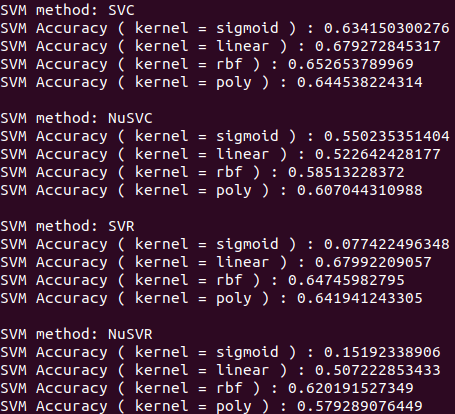 SVM method: SVC
SVM Accuracy ( kernel = sigmoid ) : 0.634150300276
SVM Accuracy ( kernel = linear ) : 0.679272845317
SVM Accuracy ( kernel = rbf ) : 0.652653789969
SVM Accuracy ( kernel = poly ) : 0.644538224314
SVM method: NuSVC
SVM Accuracy ( kernel = sigmoid ) : 0.550235351404
SVM Accuracy ( kernel = linear ) : 0.522642428177
SVM Accuracy ( kernel = rbf ) : 0.58513228372
SVM Accuracy ( kernel = poly ) : 0.607044310988
SVM method: SVR
SVM Accuracy ( kernel = sigmoid ) : 0.077422496348
SVM Accuracy ( kernel = linear ) : 0.67992209057
SVM Accuracy ( kernel = rbf ) : 0.64745982795
SVM Accuracy ( kernel = poly ) : 0.641941243305
SVM method: NuSVR
SVM Accuracy ( kernel = sigmoid ) : 0.15192338906
SVM Accuracy ( kernel = linear ) : 0.507222853433
SVM Accuracy ( kernel = rbf ) : 0.620191527349
SVM Accuracy ( kernel = poly ) : 0.579289076449